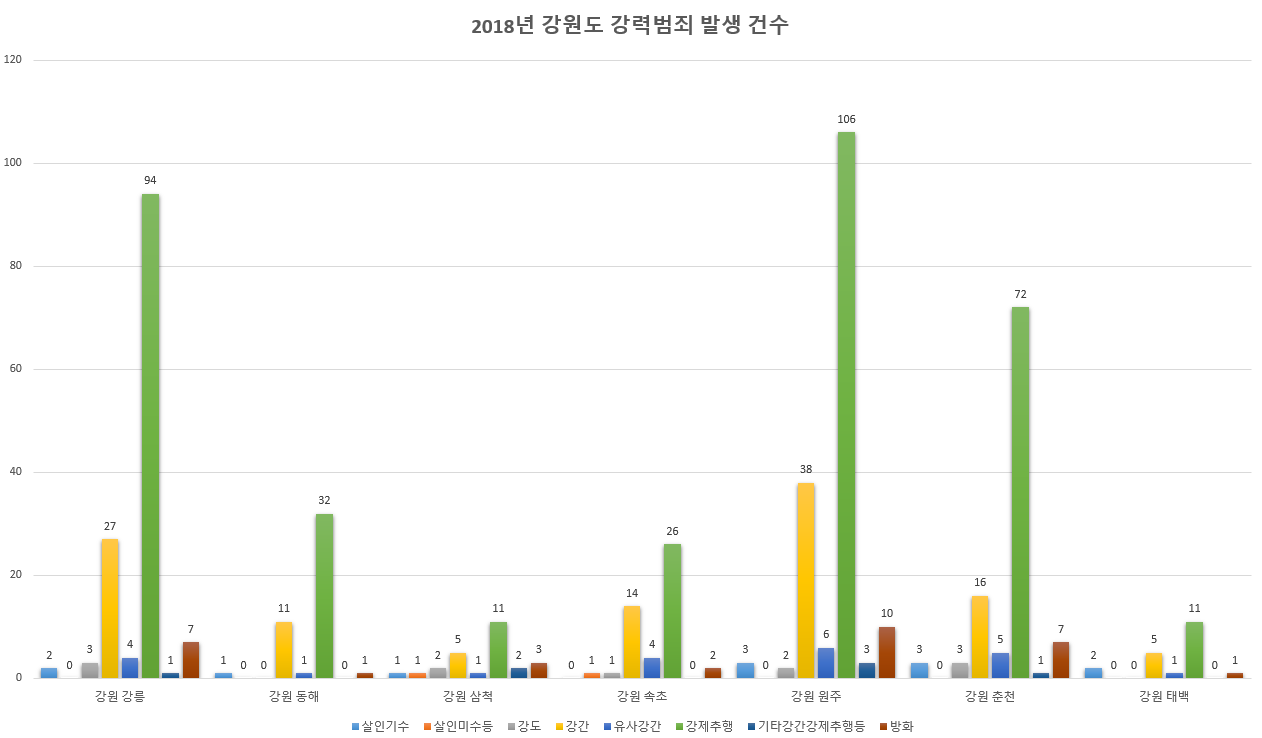 2018년 강원도 강력범죄 발생 건수
120
100
80
60
40
20
0
2 0 3 27 4 94 1 7
1 0 0 11 1 32 0 1
1 1 2 5 1 11 2 3
0 1 1 14 4 26 0 2
3 0 2 38 6 106 3 10
3 0 3 16 5 72 1 7
2 0 0 5 1 11 0 1
강원 강릉 강원 동해 강원 삼척 강원 속초 강원 원주 강원 춘천 강원 태백
살인기수 살인미수등 강도 강간 유사강간 강제추행 기타강간강제추행등 방화